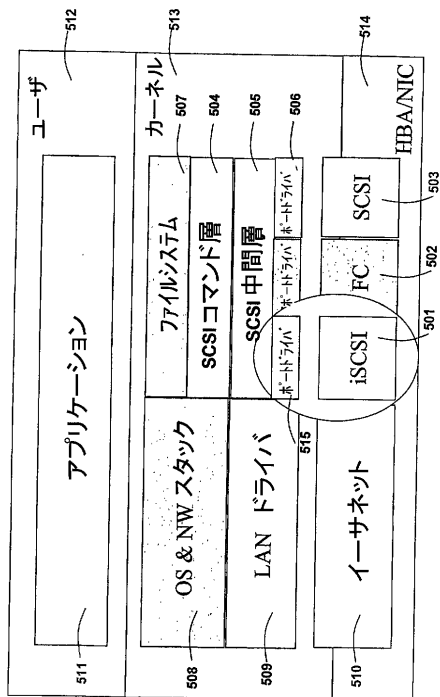 ユーザ
512
アプリケーション
511
カーネル
513
ファイルシステム
507
SCSI コマンド層
504
SCSI 中間層
505
ポートドライバ
ポートドライバ
ポートドライバ
506
515
OS & NW スタック
508
LAN ドライバ
509
HBA/NIC
514
イーサネット
510
iSCSI
501
FC
502
SCSI
503